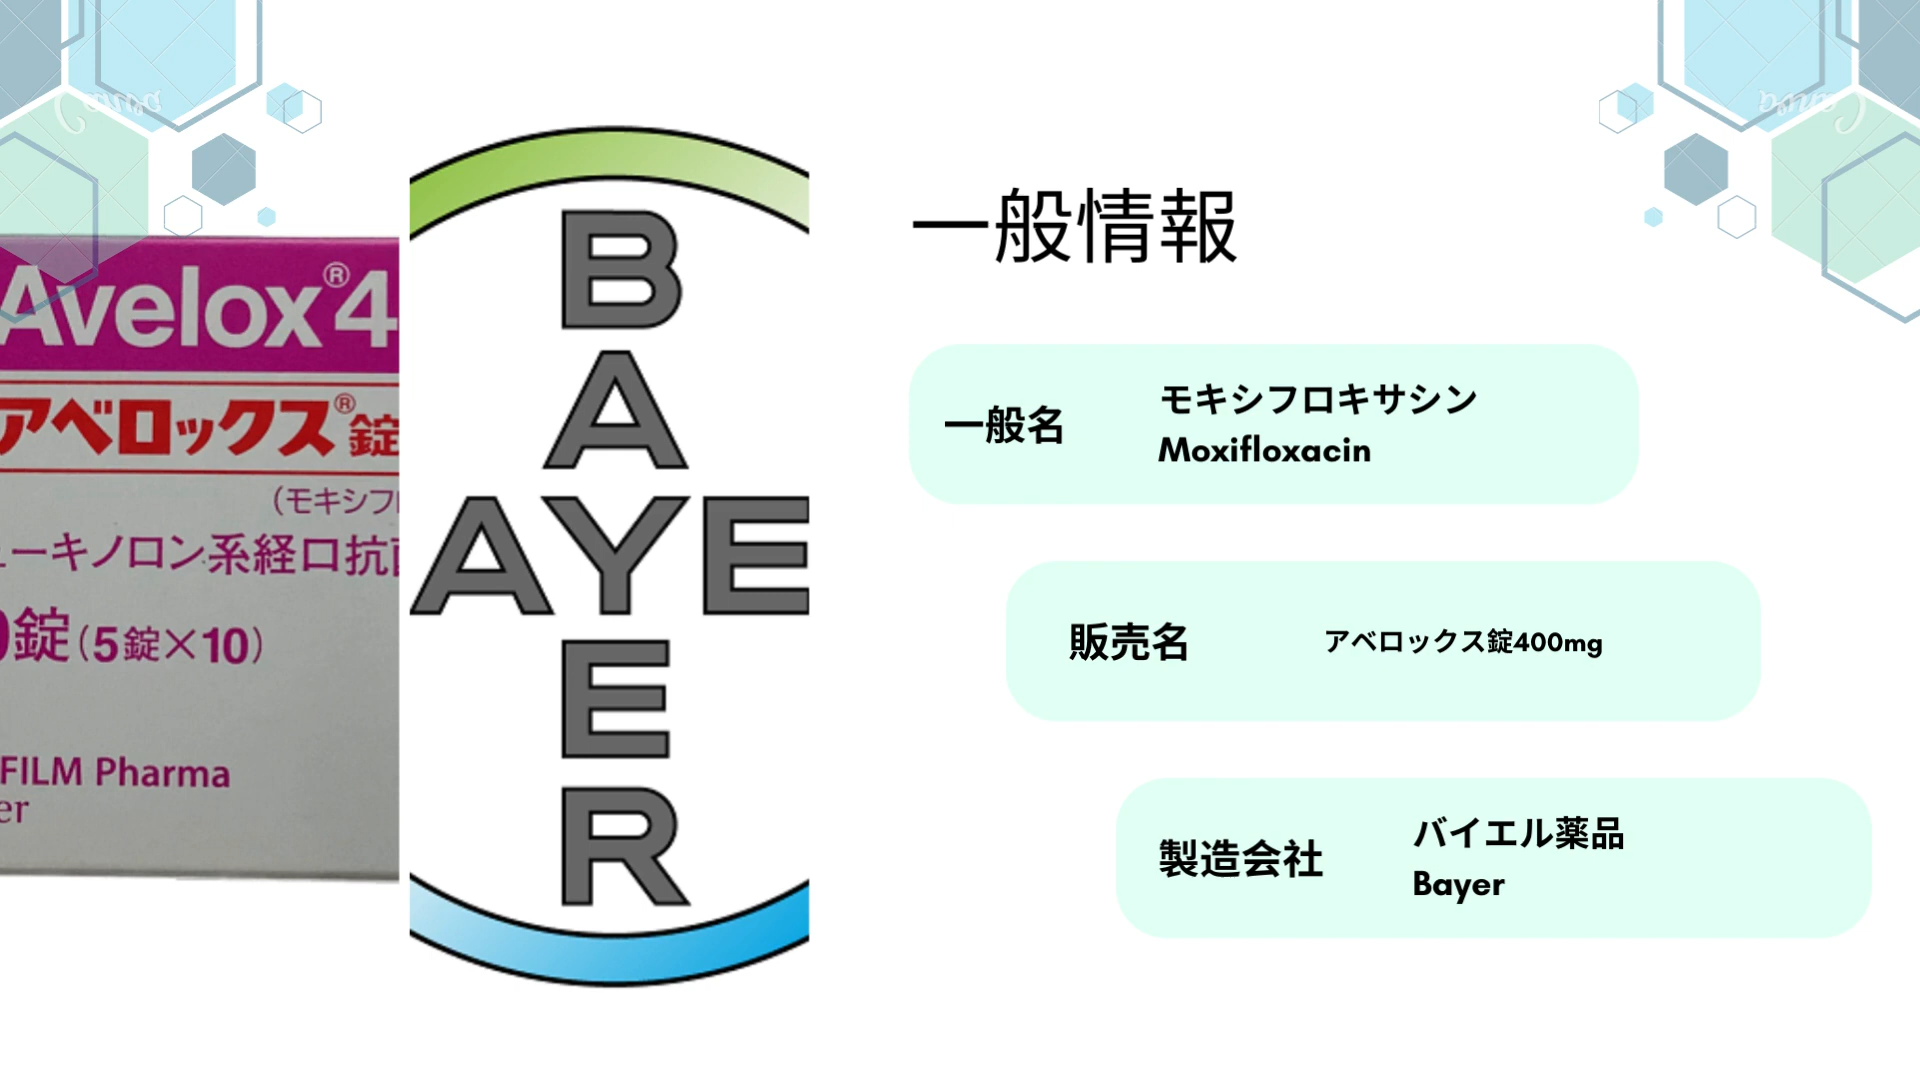 Avelox®4
アベロックス®錠
(モキシフ
ーキノロン系経口抗
錠(5錠×10)
FILM Pharma
er
B
A
AYE
E
R
一般情報
一般名
モキシフロキサシン
Moxifloxacin
販売名
アベロックス錠400mg
製造会社
バイエル薬品
Bayer
Canva